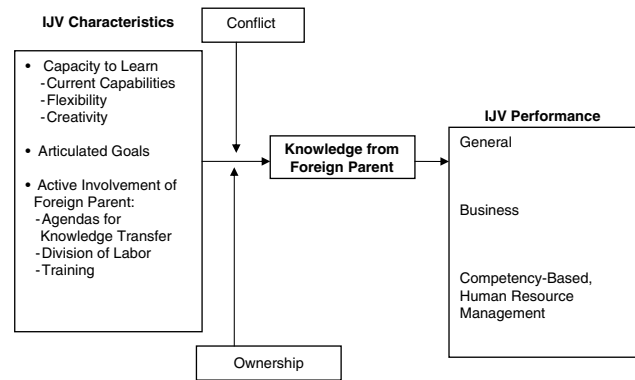 IJV Characteristics
Conflict
• Capacity to Learn
-Current Capabilities
-Flexibility
-Creativity
• Articulated Goals
• Active Involvement of
Foreign Parent:
-Agendas for
Knowledge Transfer
-Division of Labor
-Training
Knowledge from
Foreign Parent
IJV Performance
General
Business
Competency-Based,
Human Resource
Management
Ownership